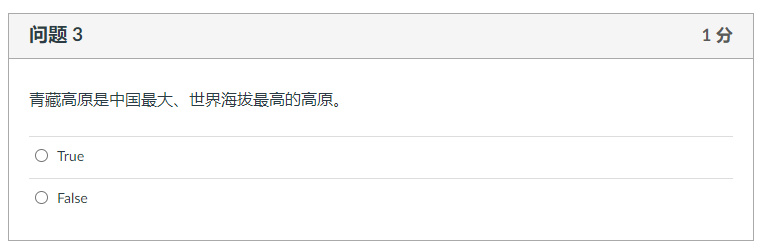 问题 3
1 分
青藏高原是中国最大、世界海拔最高的高原。
True
False